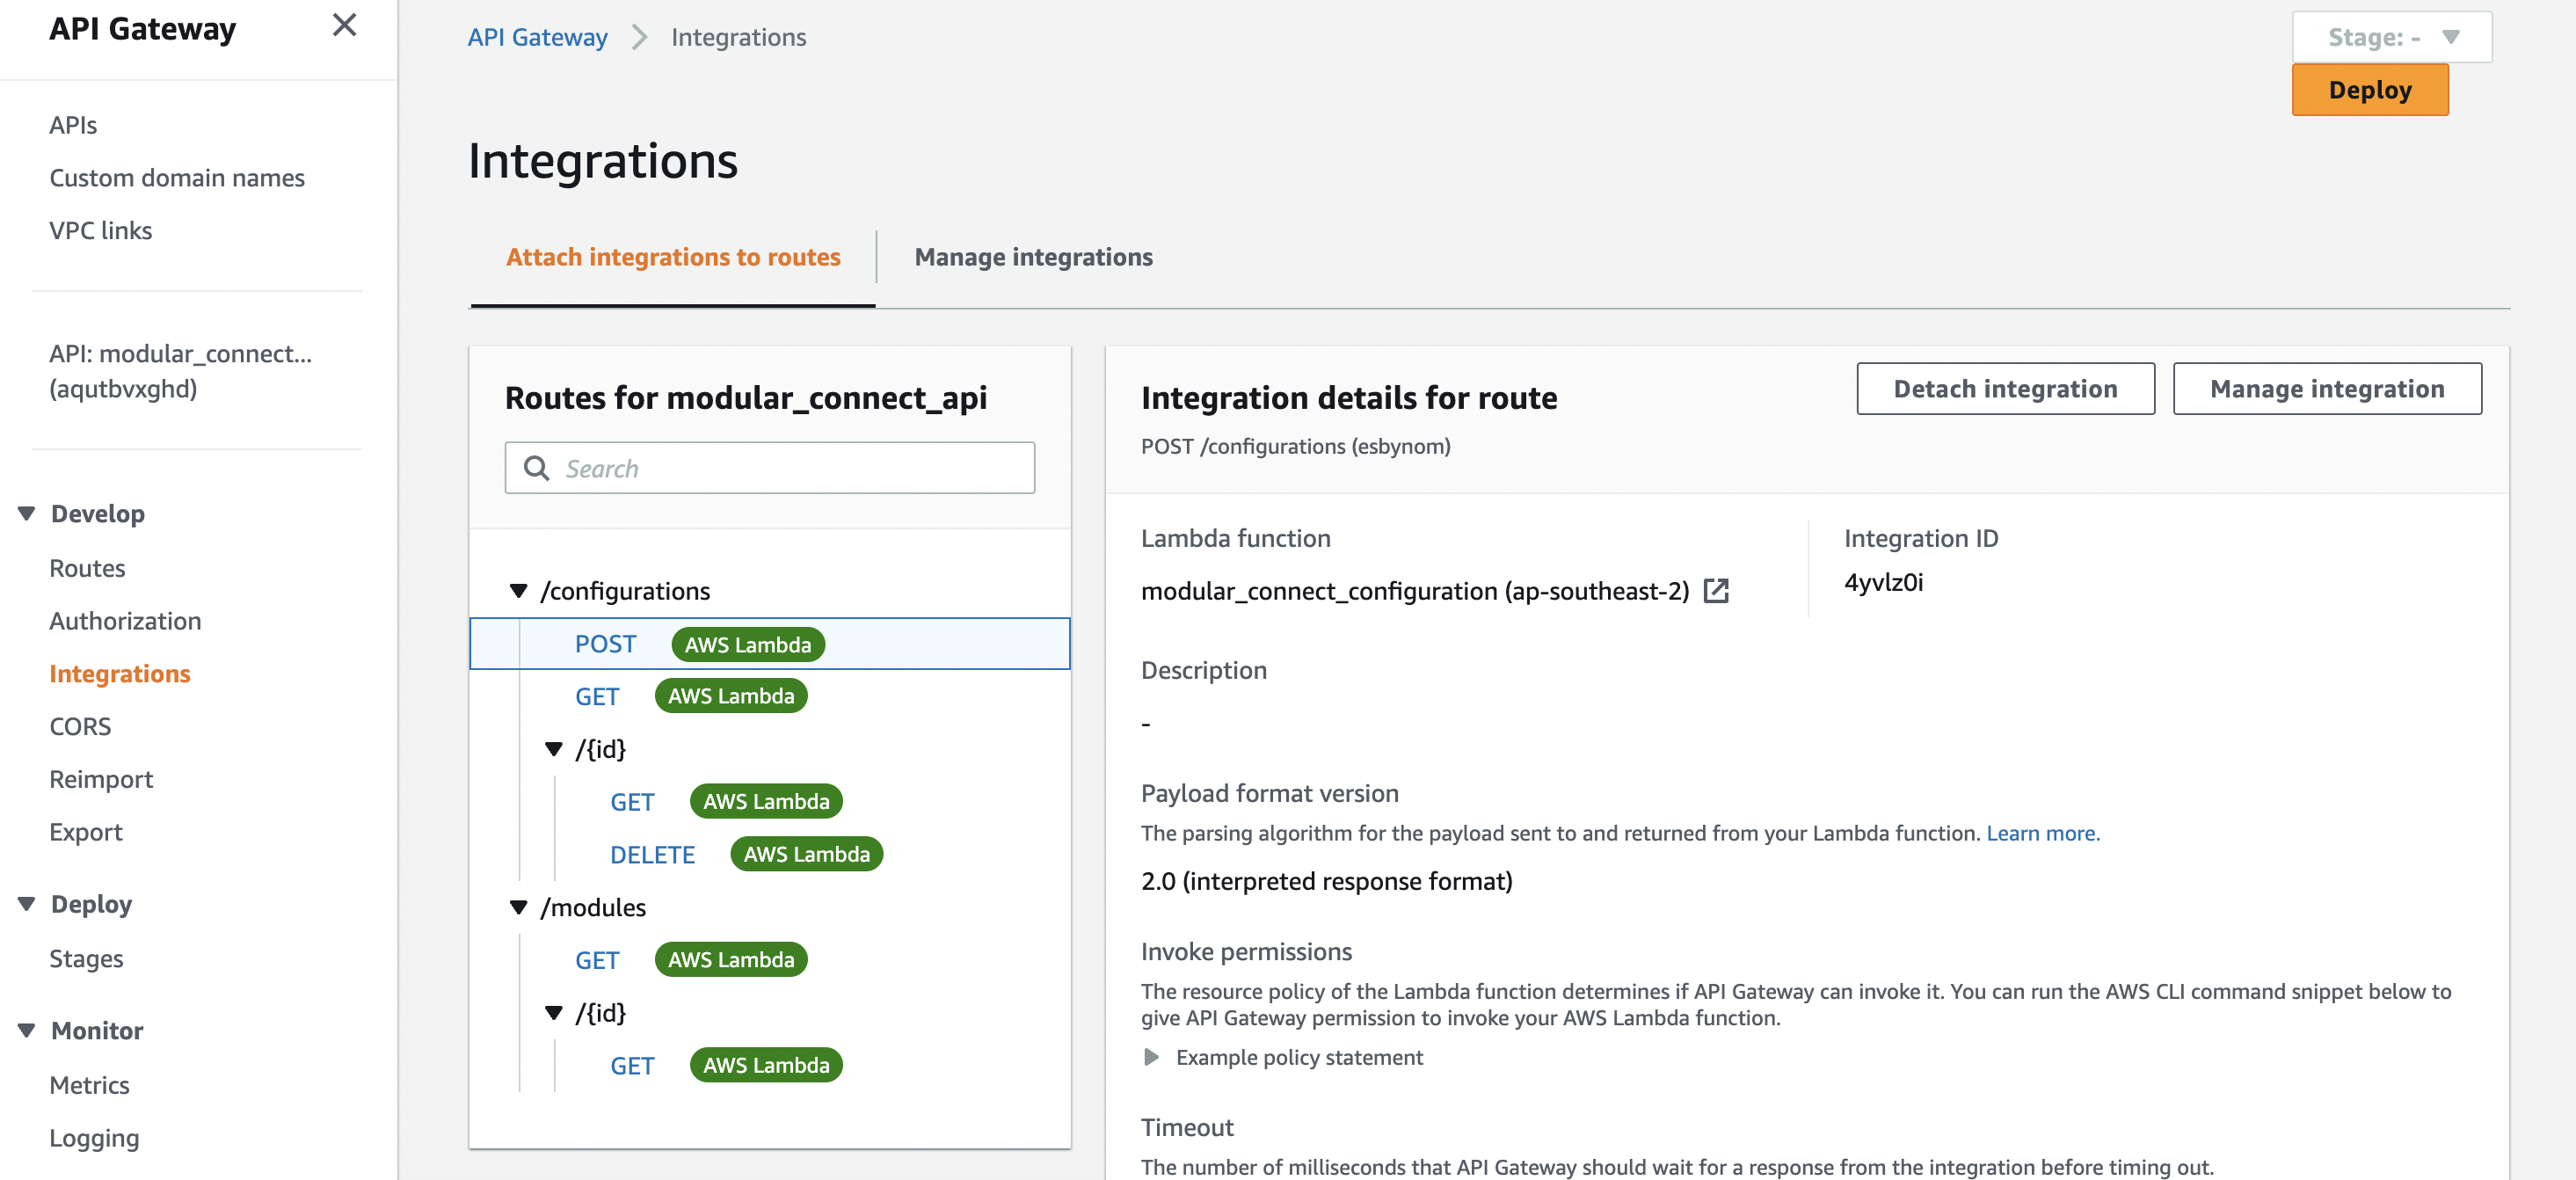 API Gateway
APIs
Custom domain names
VPC links
API: modular_connect...
(aqutbvxghd)
Develop
Routes
Authorization
Integrations
CORS
Reimport
Export
Deploy
Stages
Monitor
Metrics
Logging
API Gateway
Integrations
Stage: -
Deploy
Integrations
Attach integrations to routes
Manage integrations
Routes for modular_connect_api
Search
/configurations
POST AWS Lambda
GET AWS Lambda
/{id}
GET AWS Lambda
DELETE AWS Lambda
/modules
GET AWS Lambda
/{id}
GET AWS Lambda
Integration details for route
POST /configurations (esbynom)
Detach integration
Manage integration
Lambda function
modular_connect_configuration (ap-southeast-2)
Integration ID
4yvlz0i
Description
-
Payload format version
The parsing algorithm for the payload sent to and returned from your Lambda function. Learn more.
2.0 (interpreted response format)
Invoke permissions
The resource policy of the Lambda function determines if API Gateway can invoke it. You can run the AWS CLI command snippet below to
give API Gateway permission to invoke your AWS Lambda function.
Example policy statement
Timeout
The number of milliseconds that API Gateway should wait for a response from the integration before timing out.